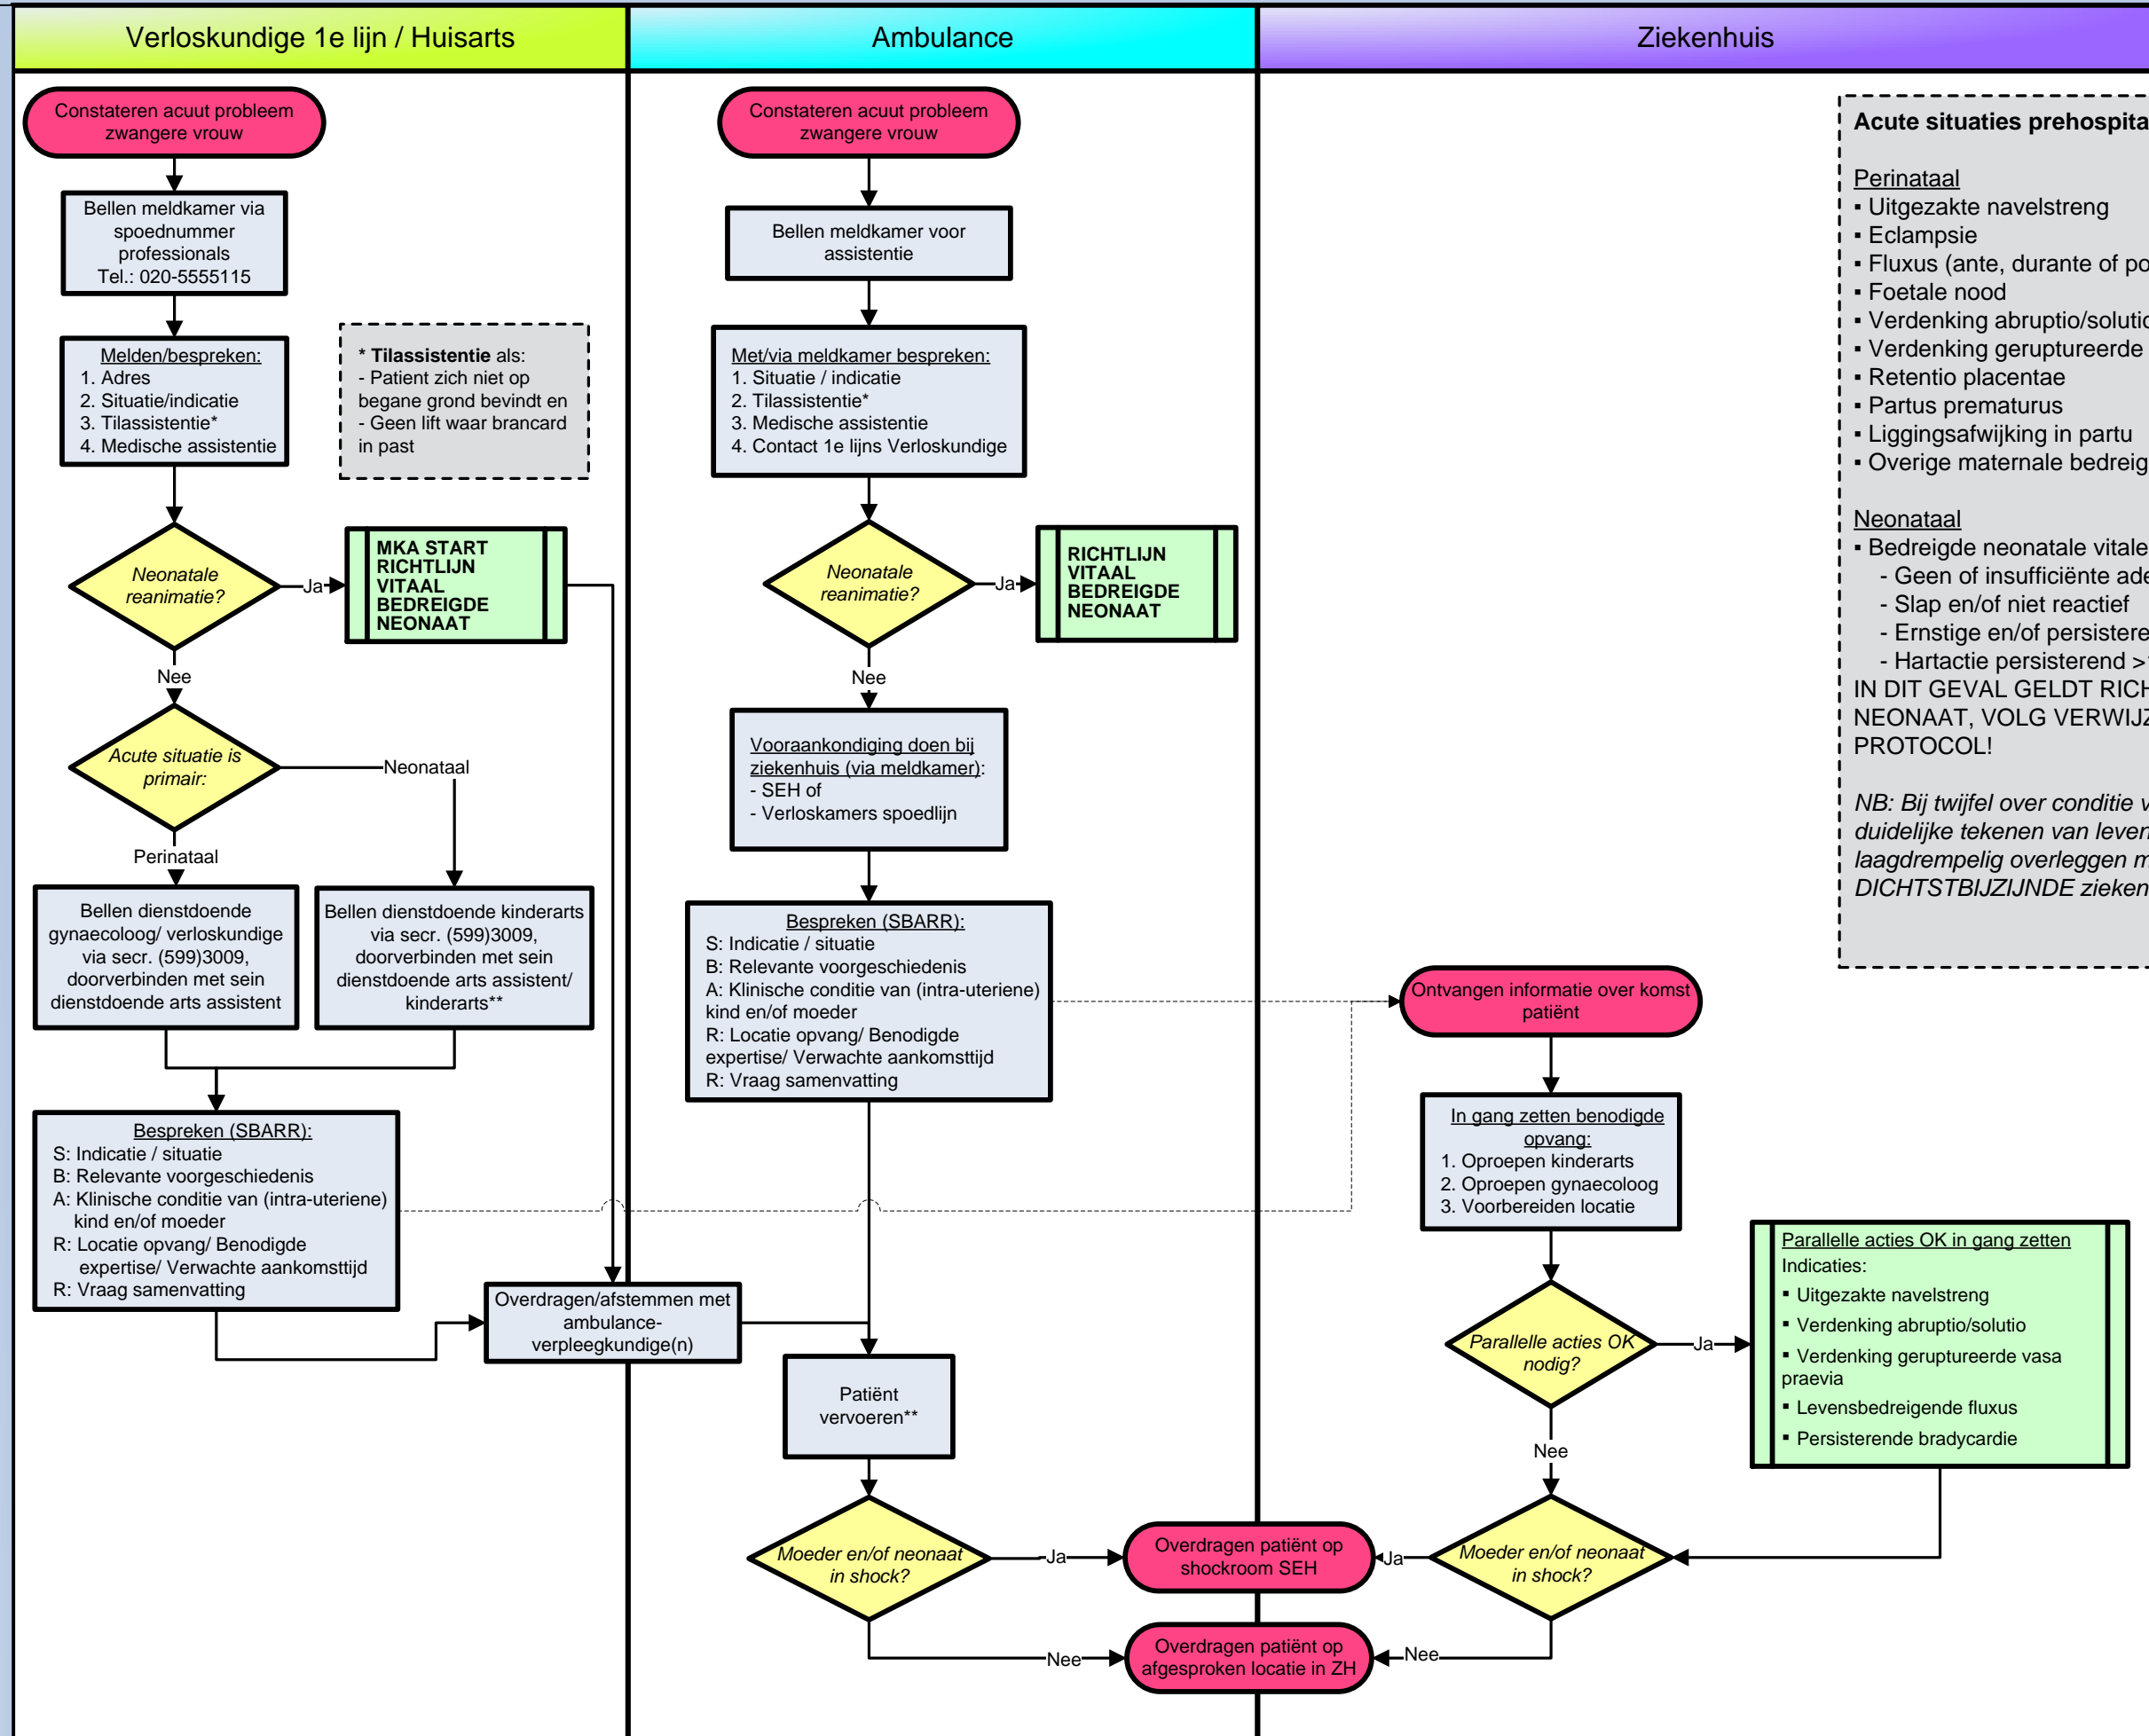 Verloskundige 1e lijn / Huisarts
Ambulance
Ziekenhuis
Constateren acuut probleem
zwangere vrouw
Bellen meldkamer via
spoednummer
professionals
Tel.: 020-5555115
Melden/bespreken:
1. Adres
2. Situatie/indicatie
3. Tilassistentie*
4. Medische assistentie
* Tilassistentie als:
- Patient zich niet op
begane grond bevindt en
- Geen lift waar brancard
in past
Neonatale
reanimatie?
Ja
MKA START
RICHTLIJN
VITAAL
BEDREIGDE
NEONAAT
Nee
Acute situatie is
primair:
Neonataal
Perinataal
Bellen dienstdoende
gynaecoloog/ verloskundige
via secr. (599)3009,
doorverbinden met sein
dienstdoende arts assistent
Bellen dienstdoende kinderarts
via secr. (599)3009,
doorverbinden met sein
dienstdoende arts assistent/
kinderarts**
Bespreken (SBARR):
S: Indicatie / situatie
B: Relevante voorgeschiedenis
A: Klinische conditie van (intra-uteriene)
kind en/of moeder
R: Locatie opvang/ Benodigde
expertise/ Verwachte aankomsttijd
R: Vraag samenvatting
Overdragen/afstemmen met
ambulance-
verpleegkundige(n)
Constateren acuut probleem
zwangere vrouw
Bellen meldkamer voor
assistentie
Met/via meldkamer bespreken:
1. Situatie / indicatie
2. Tilassistentie*
3. Medische assistentie
4. Contact 1e lijns Verloskundige
Neonatale
reanimatie?
Ja
RICHTLIJN
VITAAL
BEDREIGDE
NEONAAT
Nee
Vooraankondiging doen bij
ziekenhuis (via meldkamer):
- SEH of
- Verloskamers spoedlijn
Bespreken (SBARR):
S: Indicatie / situatie
B: Relevante voorgeschiedenis
A: Klinische conditie van (intra-uteriene)
kind en/of moeder
R: Locatie opvang/ Benodigde
expertise/ Verwachte aankomsttijd
R: Vraag samenvatting
Patiënt
vervoeren**
Moeder en/of neonaat
in shock?
Ja
Nee
Overdragen patiënt op
shockroom SEH
Overdragen patiënt op
afgesproken locatie in ZH
Acute situaties prehospita
Perinataal
▪ Uitgezakte navelstreng
▪ Eclampsie
▪ Fluxus (ante, durante of po
▪ Foetale nood
▪ Verdenking abruptio/solutio
▪ Verdenking geruptureerde
▪ Retentio placentae
▪ Partus prematurus
▪ Liggingsafwijking in partu
▪ Overige maternale bedreig
Neonataal
▪ Bedreigde neonatale vitale
- Geen of insufficiënte ade
- Slap en/of niet reactief
- Ernstige en/of persistere
- Hartactie persisterend >
IN DIT GEVAL GELDT RICH
NEONAAT, VOLG VERWIJZ
PROTOCOL!
NB: Bij twijfel over conditie v
duidelijke tekenen van leven
laagdrempelig overleggen m
DICHTSTBIJZIJNDE zieken
Ontvangen informatie over komst
patiënt
In gang zetten benodigde
opvang:
1. Oproepen kinderarts
2. Oproepen gynaecoloog
3. Voorbereiden locatie
Parallelle acties OK
nodig?
Ja
Parallelle acties OK in gang zetten
Indicaties:
▪ Uitgezakte navelstreng
▪ Verdenking abruptio/solutio
▪ Verdenking geruptureerde vasa
praevia
▪ Levensbedreigende fluxus
▪ Persisterende bradycardie
Nee
Moeder en/of neonaat
in shock?
Ja
Nee